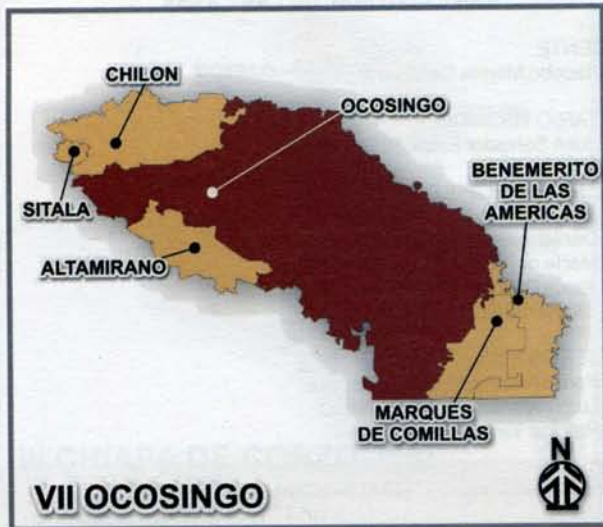 CHILON
OCOSINGO
BENEMERITO
DE LAS
AMERICAS
SITALA
ALTAMIRANO
MARQUES
DE COMILLAS
N
VII OCOSINGO